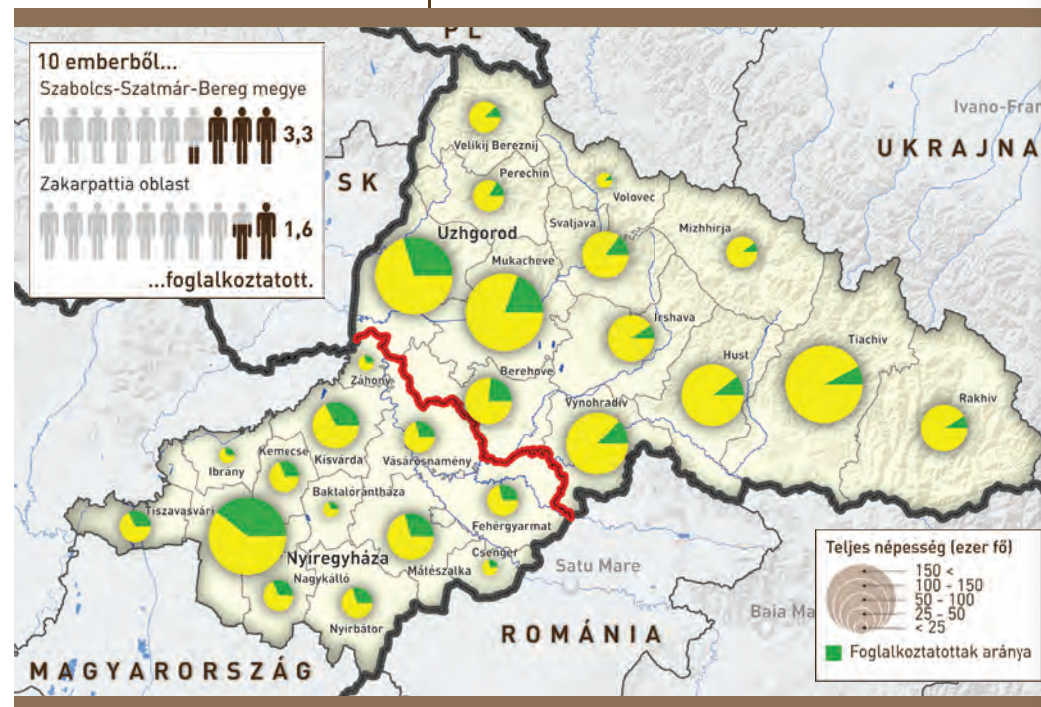 PL
10 emberből...
Szabolcs-Szatmár-Bereg megye
3,3
Zakarpattia oblast
1,6
...foglalkoztatott.
SK
UKRAJNA
Ivano-Fran
Velikij Bereznij
Perechin
Volovec
Svaljava
Mizhhirja
Uzhgorod
Mukacheve
Irshava
Tiachiv
Hust
Rakhiv
Berehove
Vynohradiv
Záhony
Kisvárda
Vásárosnamény
Ibrány
Kemecse
Baktalórántháza
Tiszavasvári
Fehérgyarmat
Nyíregyháza
Mátészalka
Csenger
Nagykálló
Nyírbátor
Satu Mare
Baia Ma
ROMÁNIA
MAGYARORSZÁG
Teljes népesség (ezer fő)
150 <
100 - 150
50 - 100
25 - 50
< 25
Foglalkoztatottak aránya